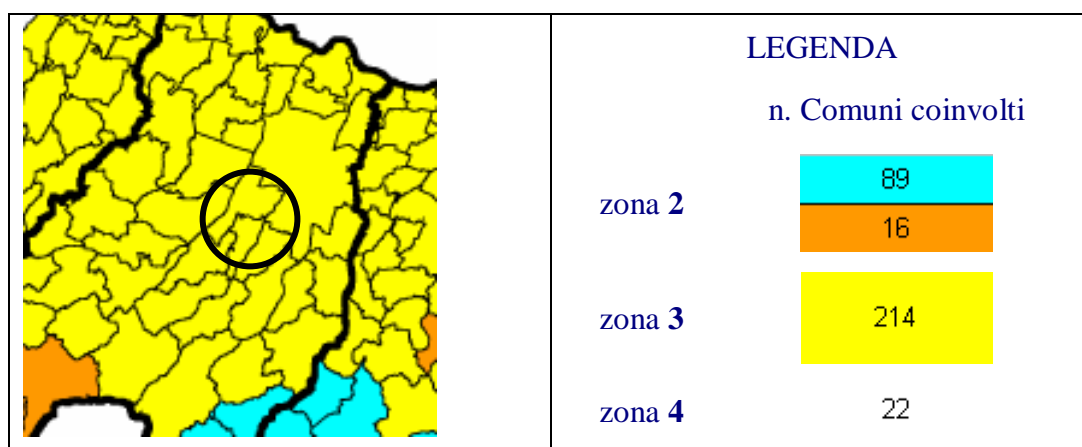 LEGENDA
n. Comuni coinvolti
zona 2
89
16
zona 3
214
zona 4
22